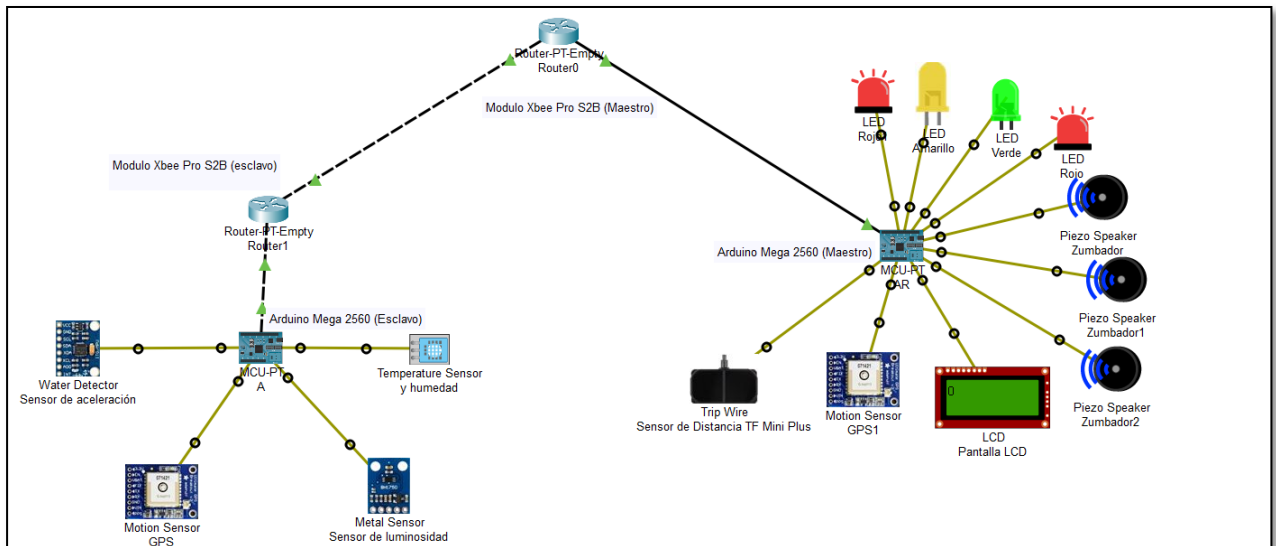 Router-PT-Empty
Router0
Modulo Xbee Pro S2B (Maestro)
Modulo Xbee Pro S2B (esclavo)
Router-PT-Empty
Router1
LED
LED
Amarillo
LED
Verde
LED
Rojo
Piezo Speaker
Zumbador
Arduino Mega 2560 (Maestro)
MCU-PT
AR
Piezo Speaker
Zumbador1
Arduino Mega 2560 (Esclavo)
MCU-PT
A
Water Detector
Sensor de aceleración
Temperature Sensor
y humedad
Trip Wire
Sensor de Distancia TF Mini Plus
Motion Sensor
GPS1
0
LCD
Pantalla LCD
Piezo Speaker
Zumbador2
Motion Sensor
GPS
Metal Sensor
Sensor de luminosidad